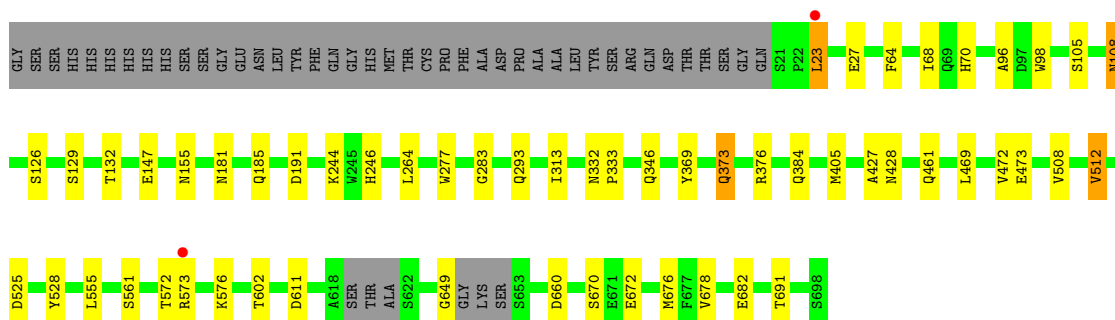 GLY SER SER HIS HIS HIS HIS HIS HIS SER SER GLY GLU ASN LEU TYR PHE GLN GLY HIS MET THR CYS PRO PHE ALA ASP PRO ALA ALA LEU TYR SER ARG GLN ASP THR THR SER GLY GLN S21 P22 L23 E27 F64 I68 Q69 H70 A96 D97 W98 S105 N108
S126 S129 T132 E147 N155 N181 Q185 D191 K244 W245 H246 L264 W277 G283 Q293 I313 N332 P333 Q346 Y369 Q373 R376 Q384 M405 A427 N428 Q461 L469 V472 E473 V508 V512
D525 Y528 L555 S561 T572 R573 K576 T602 D611 A618 SER THR ALA S622 G649 GLY LYS SER S653 D660 S670 E671 E672 M676 F677 V678 E682 T691 S698